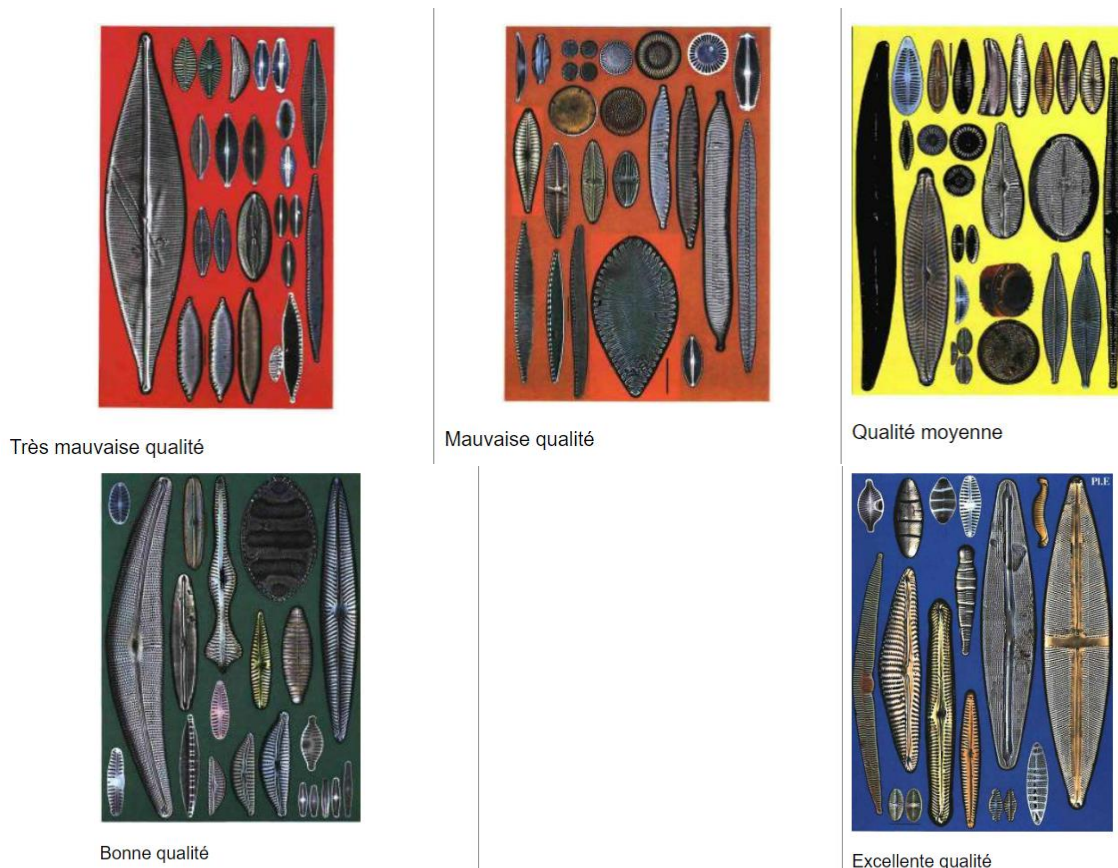 Très mauvaise qualité
Mauvaise qualité
Qualité moyenne
PLE
Bonne qualité
Excellente qualité